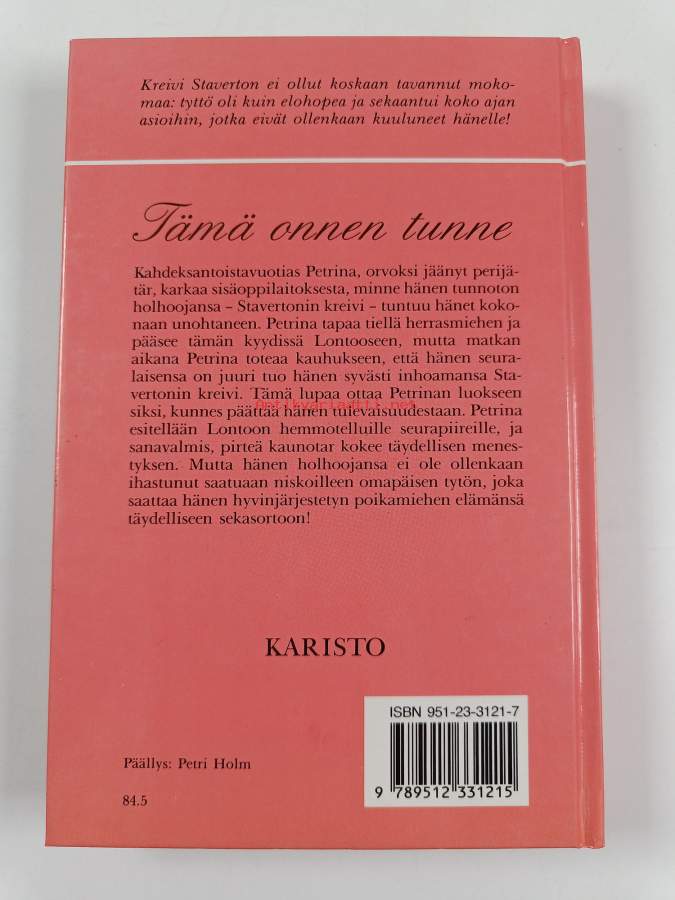 Kreivi Staverton ei ollut koskaan tavannut moko-
maa: tyttö oli kuin elohopea ja sekaantui koko ajan
asioihin, jotka eivät ollenkaan kuuluneet hänelle!
Tämä onnen tunne
Kahdeksantoistavuotias Petrina, orvoksi jäänyt perijä-
tär, karkaa sisäoppilaitoksesta, minne hänen tunnoton
holhoojansa – Stavertonin kreivi – tuntuu hänet koko-
naan unohtaneen. Petrina tapaa tiellä herrasmiehen ja
pääsee tämän kyydissä Lontooseen, mutta matkan
aikana Petrina toteaa kauhukseen, että hänen seura-
laisensa on juuri tuo hänen syvästi inhoamansa Sta-
vertonin kreivi. Tämä lupaa ottaa Petrinan luokseen
siksi, kunnes päättää hänen tulevaisuudestaan. Petrina
esitellään Lontoon hemmotelluille seurapiireille, ja
sanavalmis, pirteä kaunotar kokee täydellisen menes-
tyksen. Mutta hänen holhoojansa ei ole ollenkaan
ihastunut saatuaan niskoilleen omapäisen tytön, joka
saattaa hänen hyvinjärjestetyn poikamiehen elämänsä
täydelliseen sekasortoon!
KARISTO
ISBN 951-23-3121-7
9 789512 331215
Päällys: Petri Holm
84.5